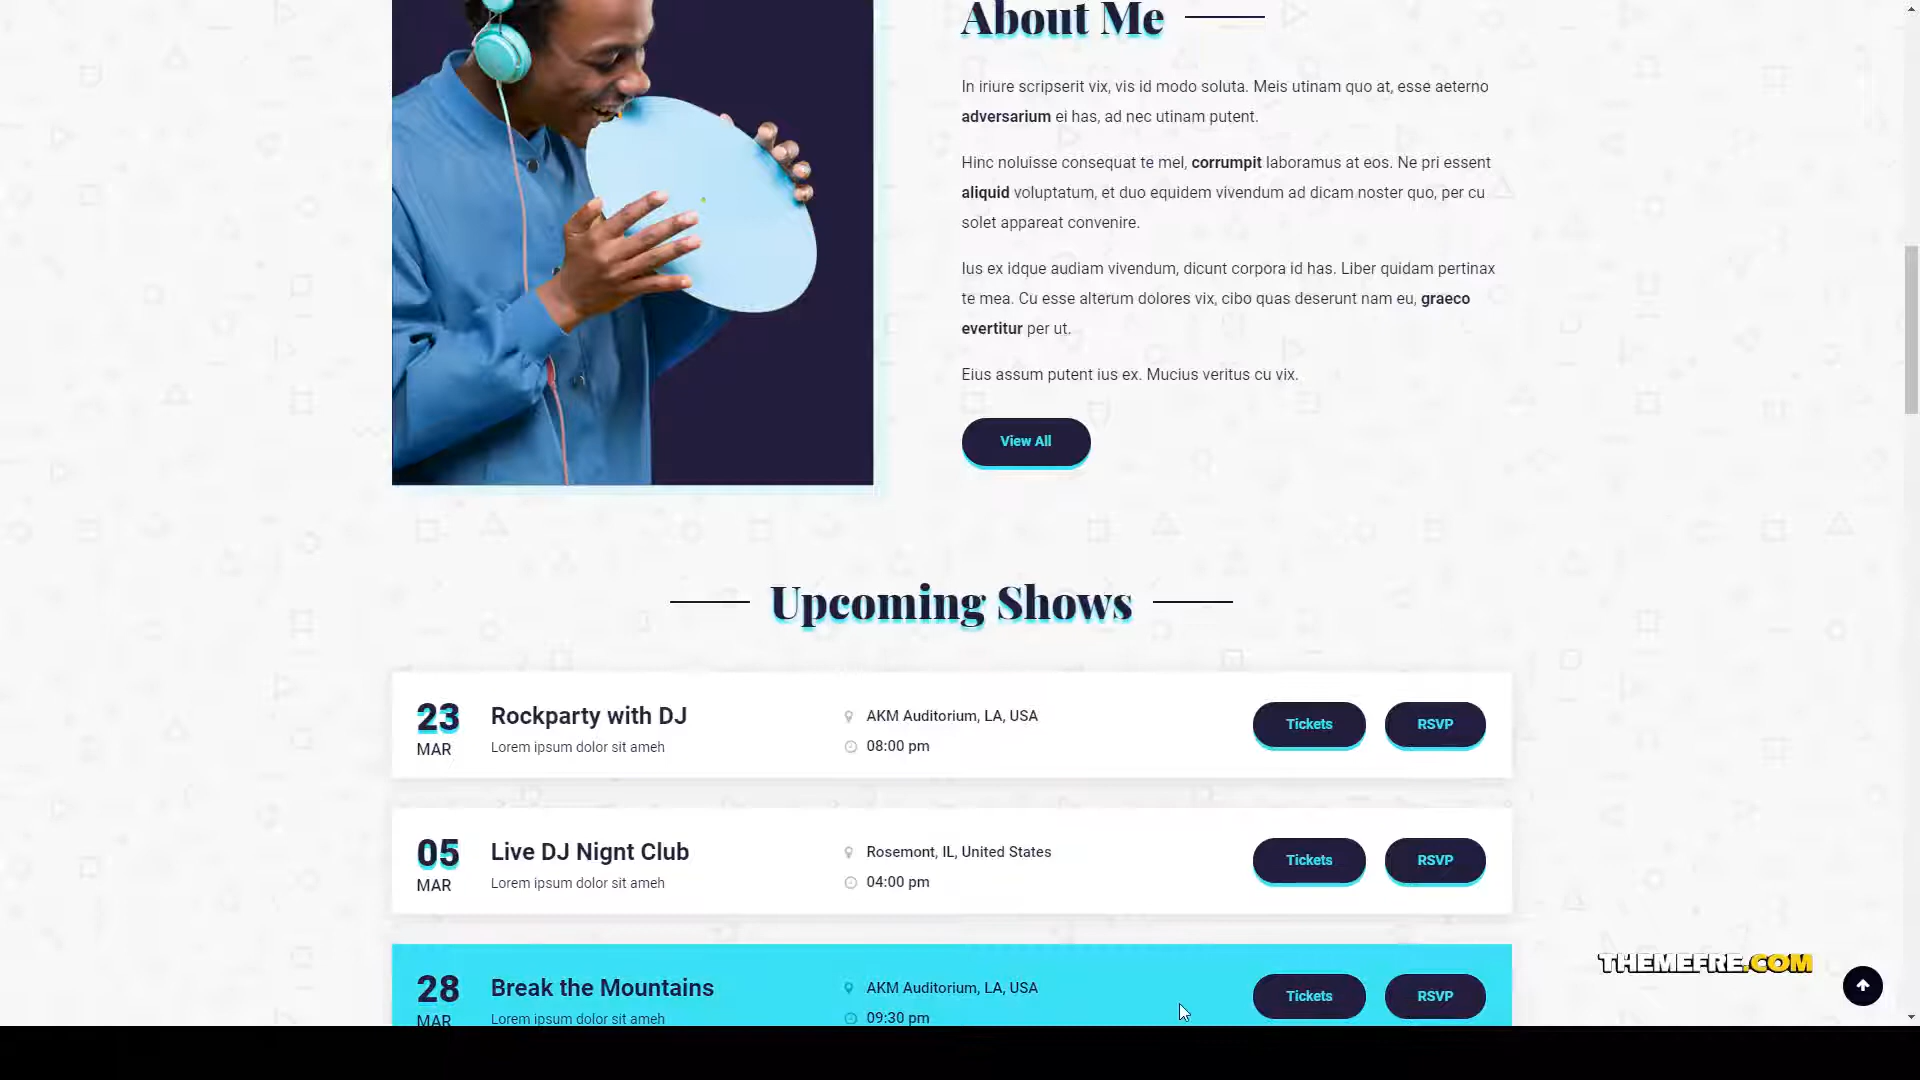 About Me
In iriure scripserit vix, vis id modo soluta. Meis utinam quo at, esse aeterno
adversarium ei has, ad nec utinam putent.
Hinc noluisse consequat te mel, corrumpit laboramus at eos. Ne pri essent
aliquid voluptatum, et duo equidem vivendum ad dicam noster quo, per cu
solet appareat convenire.
Ius ex idque audiam vivendum, dicunt corpora id has. Liber quidam pertinax
te mea. Cu esse alterum dolores vix, cibo quas deserunt nam eu, graeco
evertitur per ut.
Eius assum putent ius ex. Mucius veritus cu vix.
View All
Upcoming Shows
23
MAR
Rockparty with DJ
Lorem ipsum dolor sit ameh
AKM Auditorium, LA, USA
08:00 pm
Tickets
RSVP
05
MAR
Live DJ Nignt Club
Lorem ipsum dolor sit ameh
Rosemont, IL, United States
04:00 pm
Tickets
RSVP
28
MAR
Break the Mountains
Lorem ipsum dolor sit ameh
AKM Auditorium, LA, USA
09:30 pm
Tickets
RSVP
THEMEFRE.COM